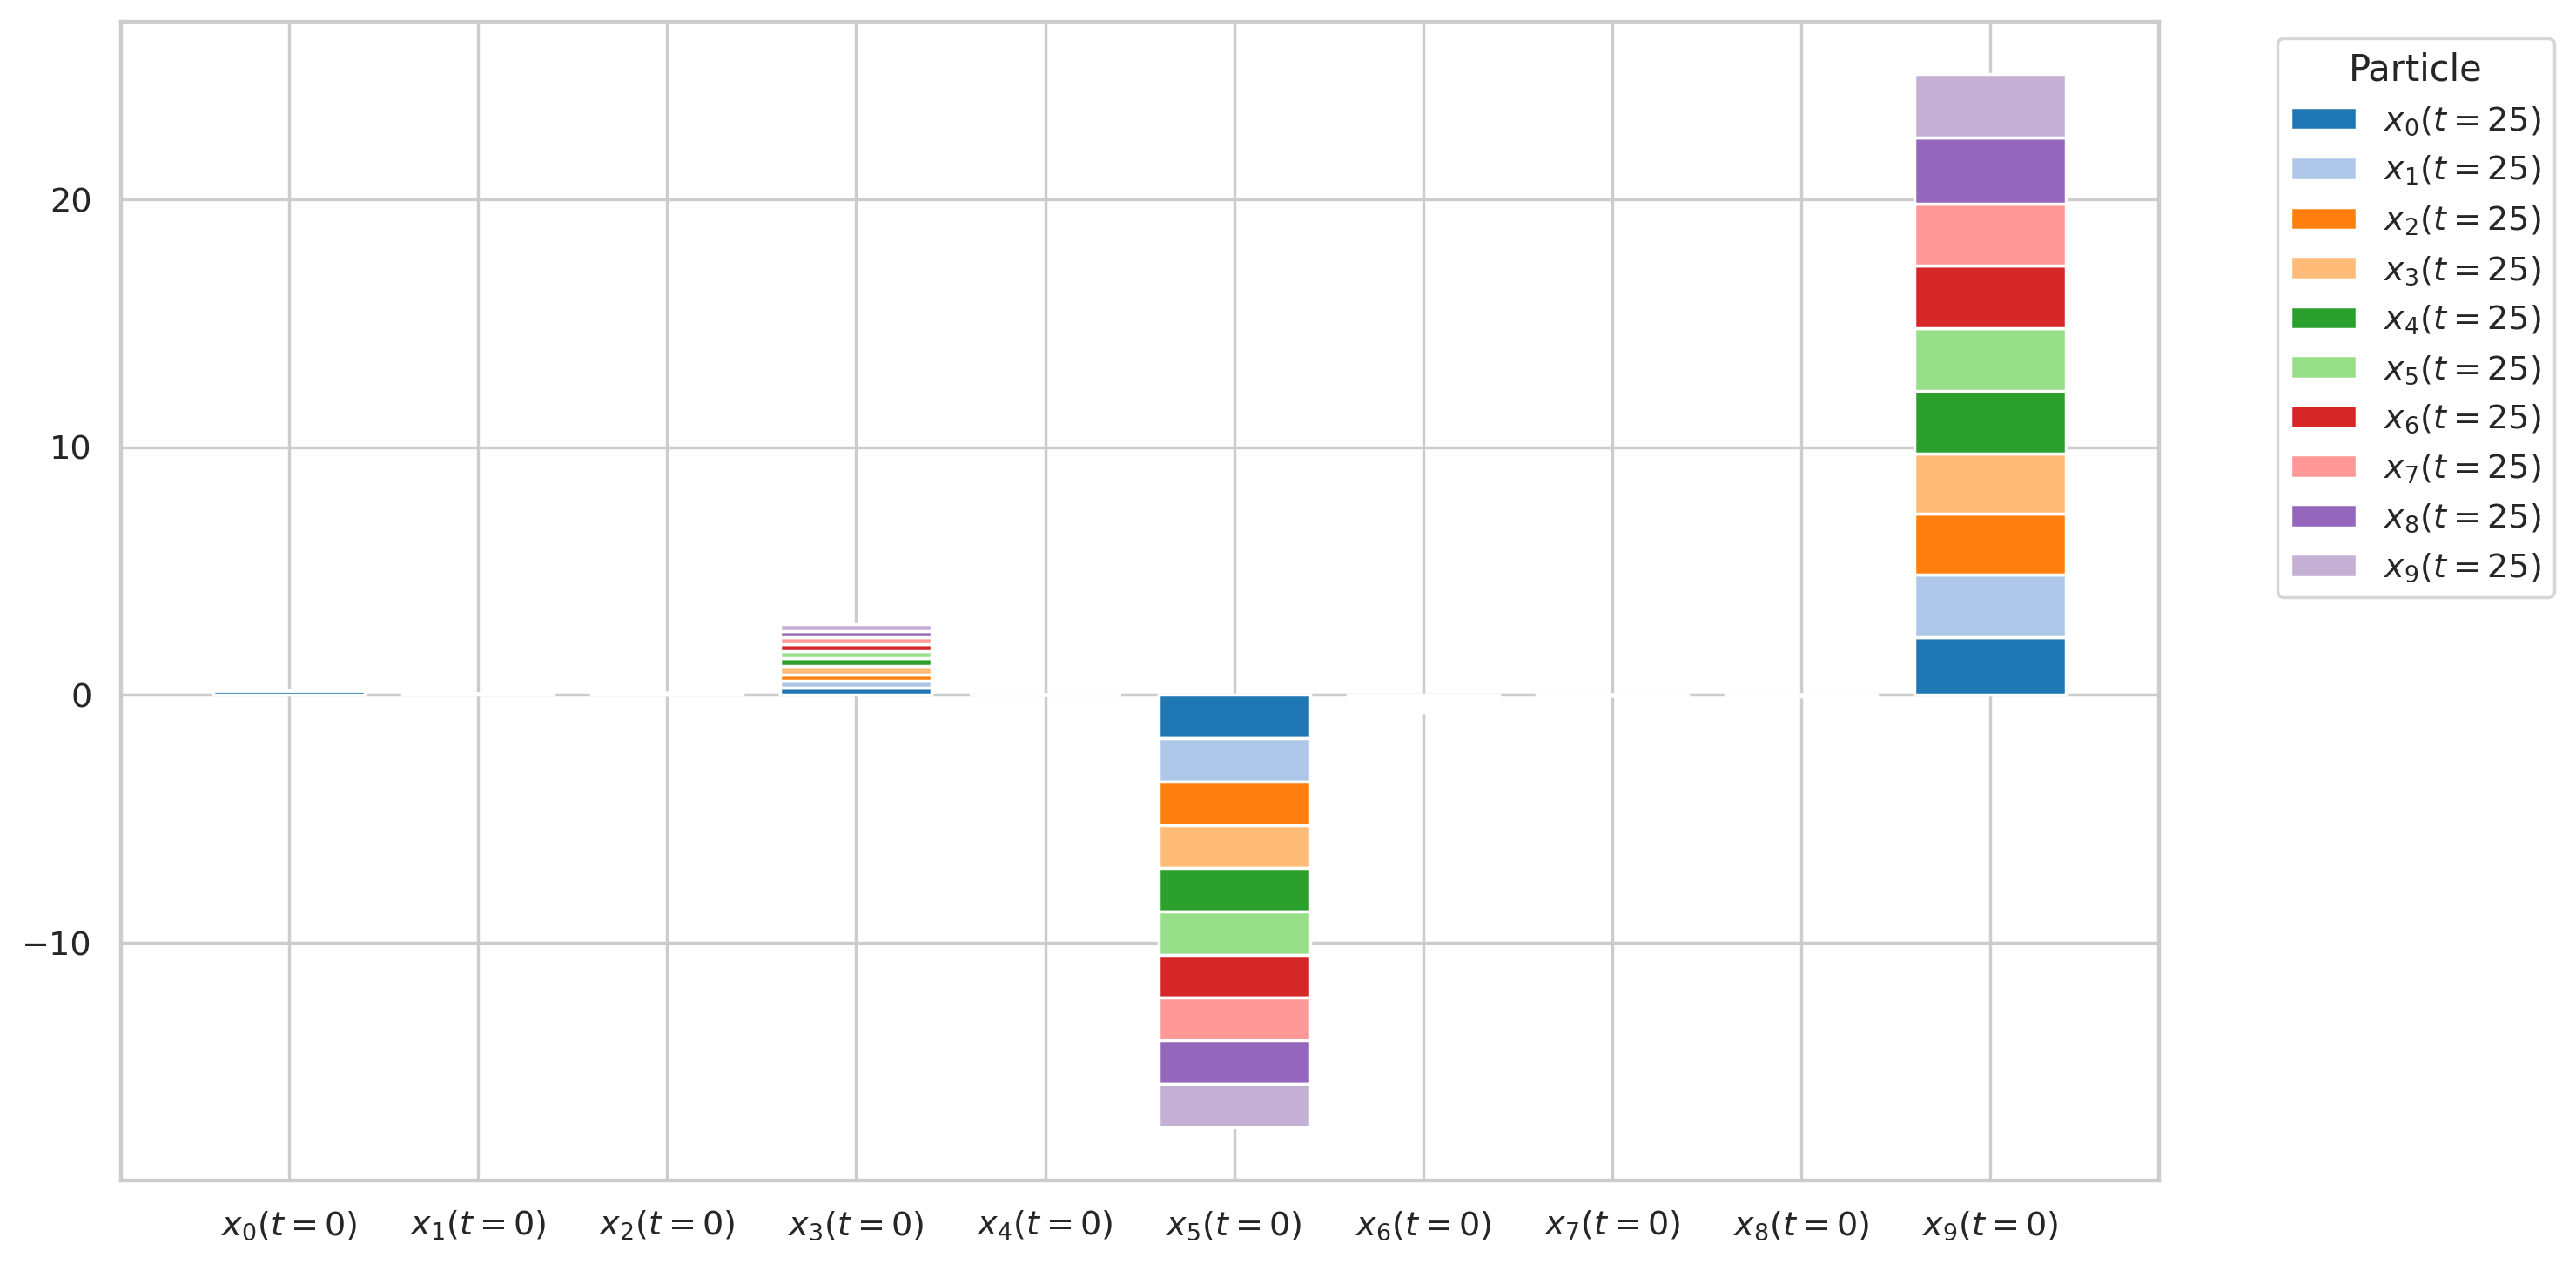 20
10
0
−10
x₀(t = 0) x₁(t = 0) x₂(t = 0) x₃(t = 0) x₄(t = 0) x₅(t = 0) x₆(t = 0) x₇(t = 0) x₈(t = 0) x₉(t = 0)
Particle
x₀(t = 25)
x₁(t = 25)
x₂(t = 25)
x₃(t = 25)
x₄(t = 25)
x₅(t = 25)
x₆(t = 25)
x₇(t = 25)
x₈(t = 25)
x₉(t = 25)